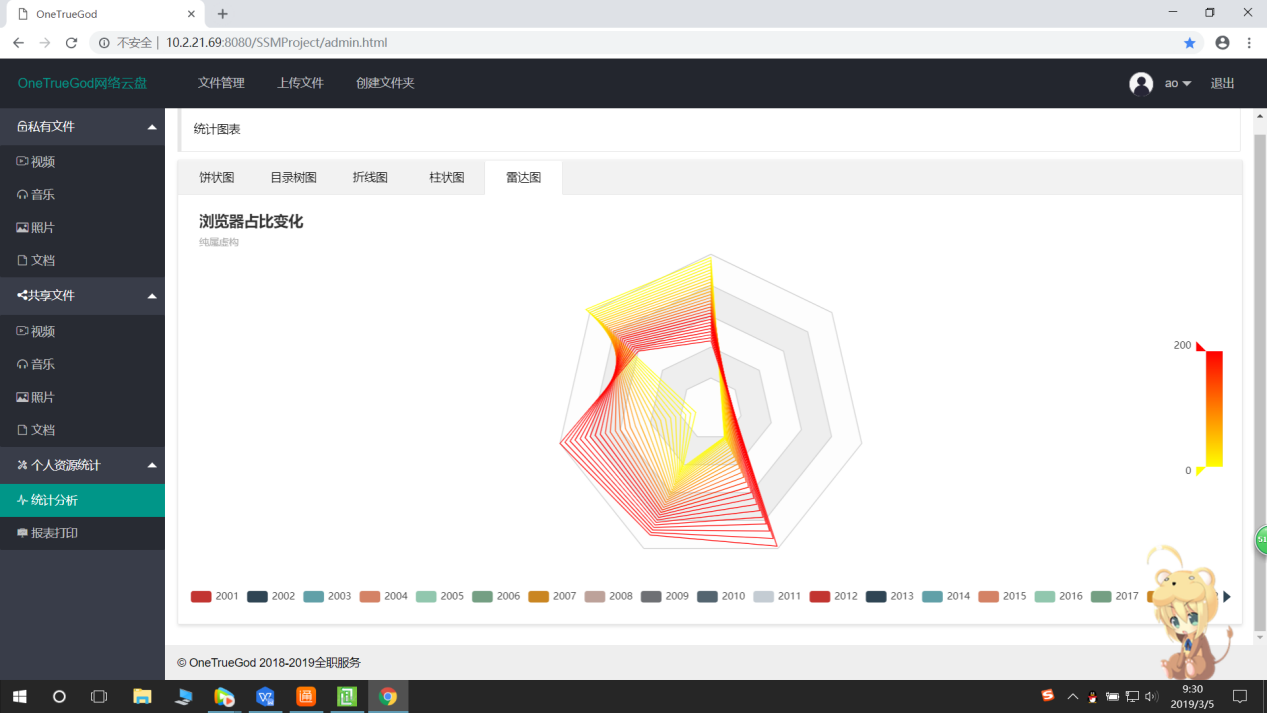 OneTrueGod
不安全 | 10.2.21.69:8080/SSMProject/admin.html
OneTrueGod网络云盘 文件管理 上传文件 创建文件夹 ao 退出
私有文件
视频
音乐
照片
文档
共享文件
视频
音乐
照片
文档
个人资源统计
统计分析
报表打印
统计图表
饼状图 目录树图 折线图 柱状图 雷达图
浏览器占比变化
纯属虚构
200
0
51
2001 2002 2003 2004 2005 2006 2007 2008 2009 2010 2011 2012 2013 2014 2015 2016 2017
© OneTrueGod 2018-2019全职服务
9:30
2019/3/5